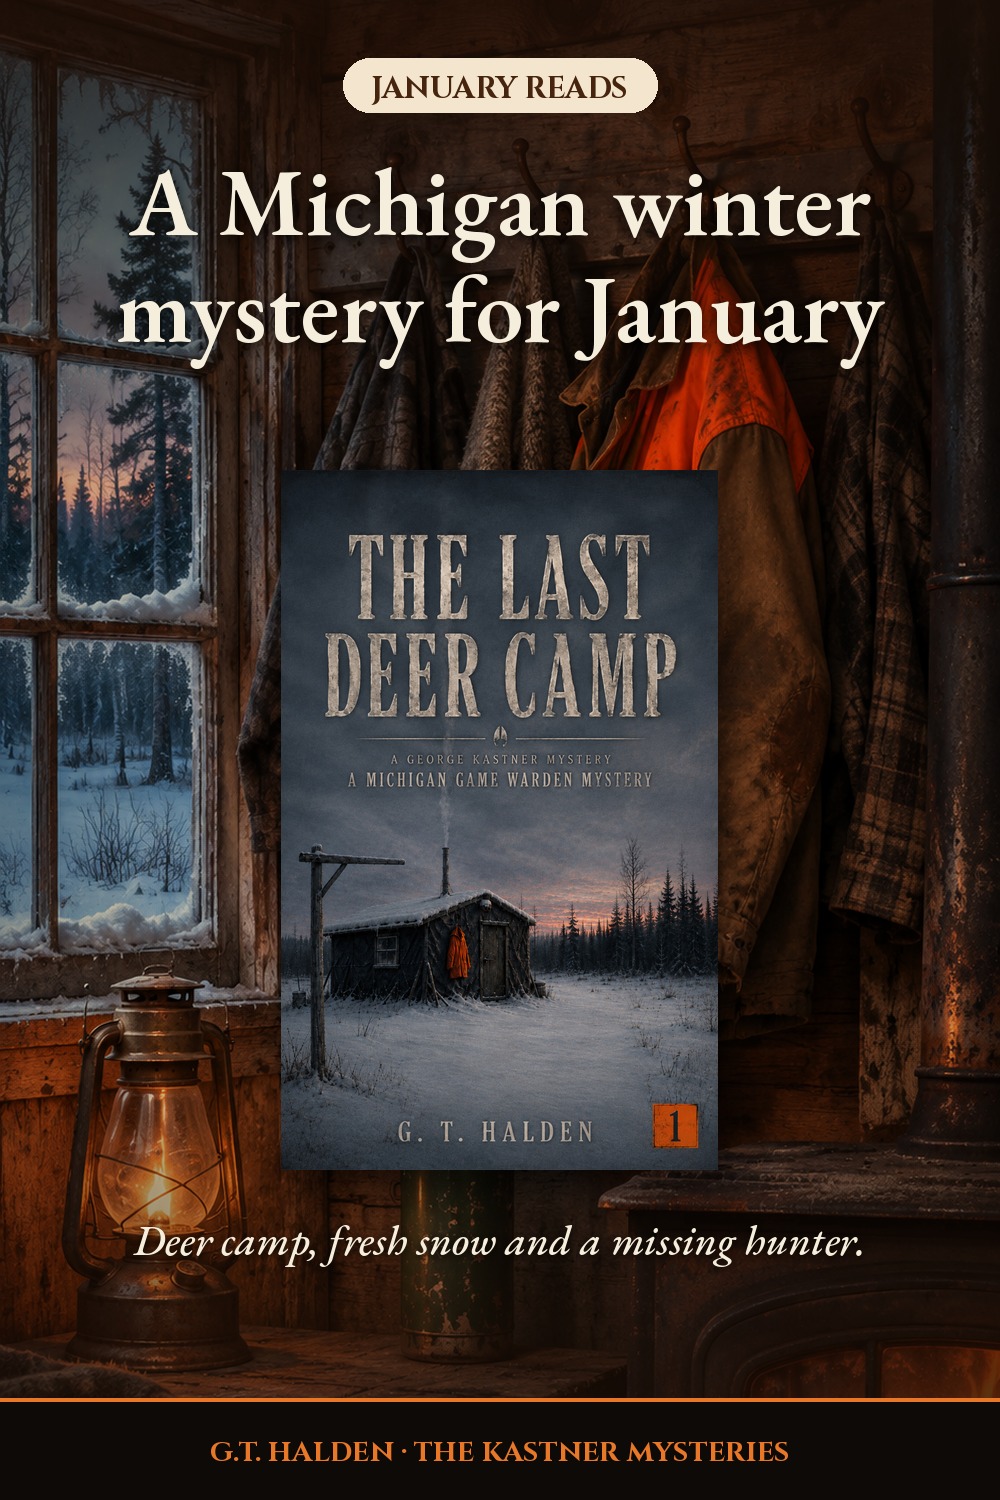 JANUARY READS
A Michigan winter
mystery for January
THE LAST
DEER CAMP
A GEORGE KASTNER MYSTERY
A MICHIGAN GAME WARDEN MYSTERY
G. T. HALDEN
1
Deer camp, fresh snow and a missing hunter.
G.T. HALDEN · THE KASTNER MYSTERIES